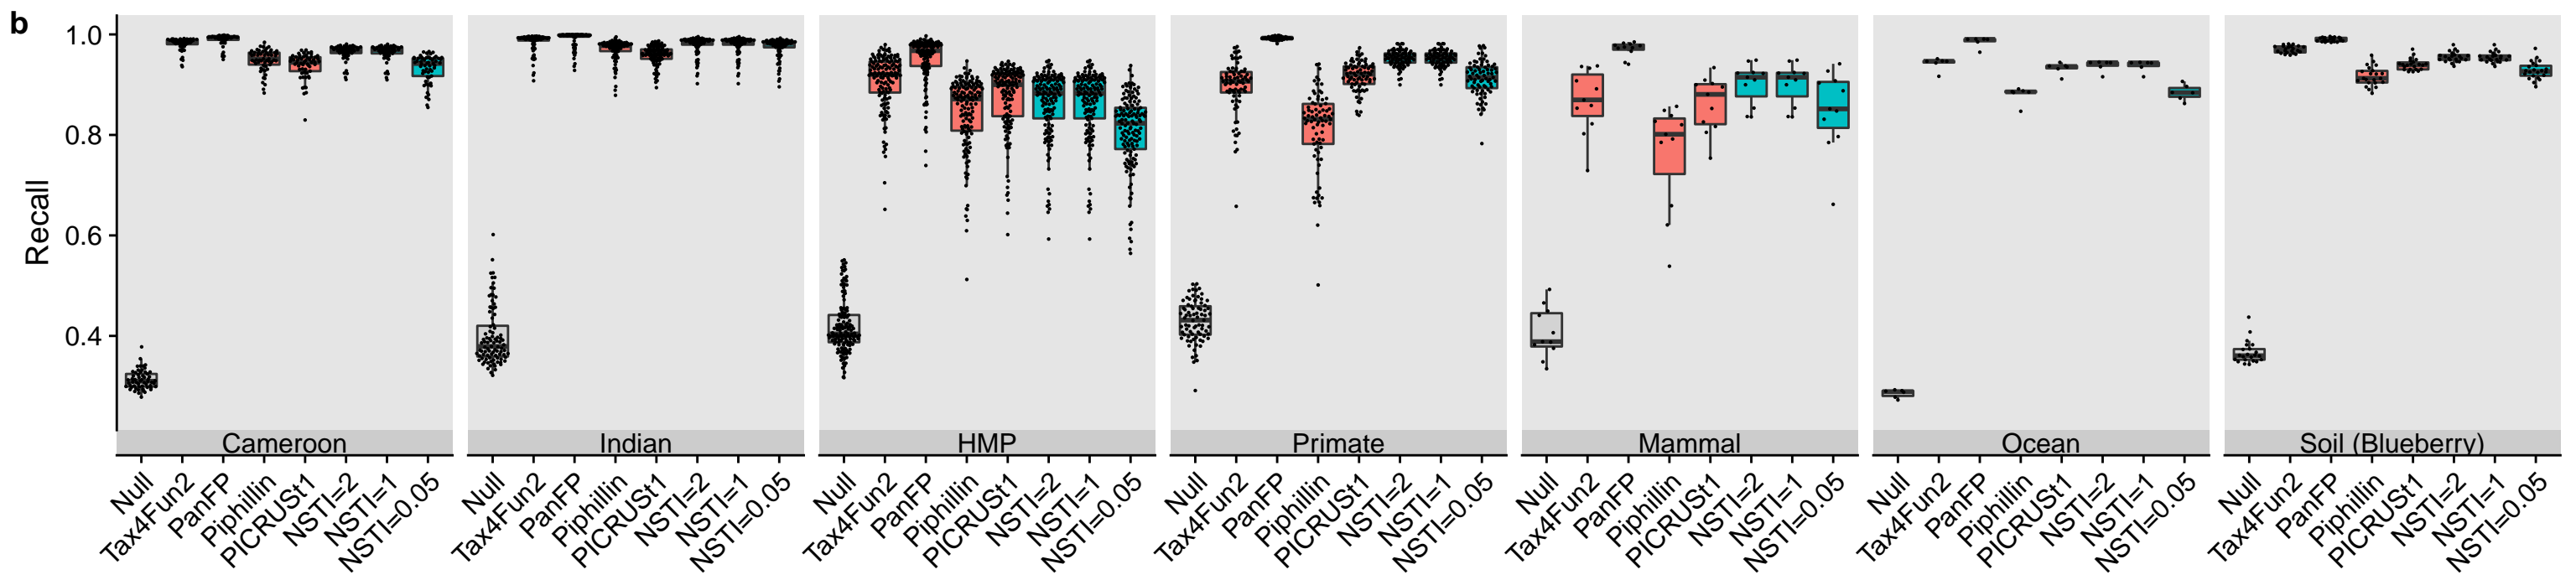 b
Recall
1.0
0.8
0.6
0.4
Cameroon
Indian
HMP
Primate
Mammal
Ocean
Soil (Blueberry)
Null
Tax4Fun2
PanFP
Piphillin
PICRUSt1
NSTI=2
NSTI=1
NSTI=0.05
Null
Tax4Fun2
PanFP
Piphillin
PICRUSt1
NSTI=2
NSTI=1
NSTI=0.05
Null
Tax4Fun2
PanFP
Piphillin
PICRUSt1
NSTI=2
NSTI=1
NSTI=0.05
Null
Tax4Fun2
PanFP
Piphillin
PICRUSt1
NSTI=2
NSTI=1
NSTI=0.05
Null
Tax4Fun2
PanFP
Piphillin
PICRUSt1
NSTI=2
NSTI=1
NSTI=0.05
Null
Tax4Fun2
PanFP
Piphillin
PICRUSt1
NSTI=2
NSTI=1
NSTI=0.05
Null
Tax4Fun2
PanFP
Piphillin
PICRUSt1
NSTI=2
NSTI=1
NSTI=0.05